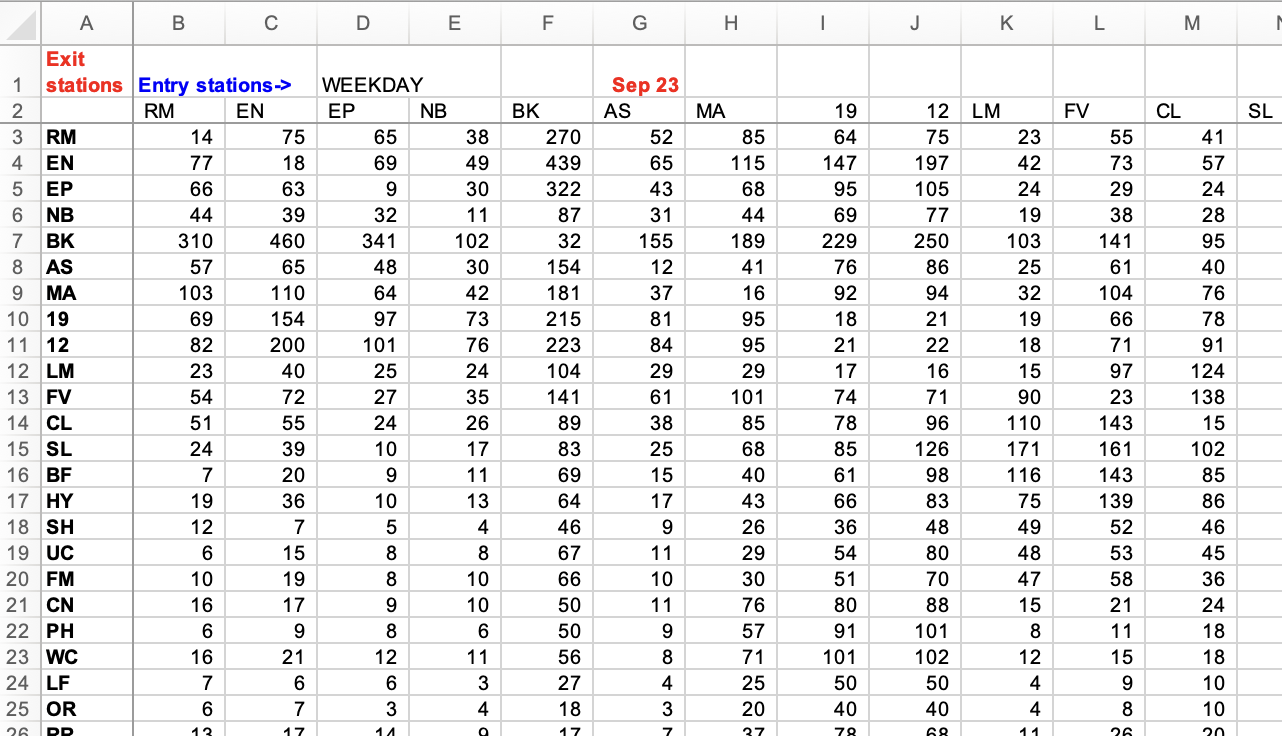 A B C D E F G H I J K L M
Exit
1 stations Entry stations-> WEEKDAY Sep 23
2 RM EN EP NB BK AS MA 19 12 LM FV CL SL
3 RM 14 75 65 38 270 52 85 64 75 23 55 41
4 EN 77 18 69 49 439 65 115 147 197 42 73 57
5 EP 66 63 9 30 322 43 68 95 105 24 29 24
6 NB 44 39 32 11 87 31 44 69 77 19 38 28
7 BK 310 460 341 102 32 155 189 229 250 103 141 95
8 AS 57 65 48 30 154 12 41 76 86 25 61 40
9 MA 103 110 64 42 181 37 16 92 94 32 104 76
10 19 69 154 97 73 215 81 95 18 21 19 66 78
11 12 82 200 101 76 223 84 95 21 22 18 71 91
12 LM 23 40 25 24 104 29 29 17 16 15 97 124
13 FV 54 72 27 35 141 61 101 74 71 90 23 138
14 CL 51 55 24 26 89 38 85 78 96 110 143 15
15 SL 24 39 10 17 83 25 68 85 126 171 161 102
16 BF 7 20 9 11 69 15 40 61 98 116 143 85
17 HY 19 36 10 13 64 17 43 66 83 75 139 86
18 SH 12 7 5 4 46 9 26 36 48 49 52 46
19 UC 6 15 8 8 67 11 29 54 80 48 53 45
20 FM 10 19 8 10 66 10 30 51 70 47 58 36
21 CN 16 17 9 10 50 11 76 80 88 15 21 24
22 PH 6 9 8 6 50 9 57 91 101 8 11 18
23 WC 16 21 12 11 56 8 71 101 102 12 15 18
24 LF 7 6 6 3 27 4 25 50 50 4 9 10
25 OR 6 7 3 4 18 3 20 40 40 4 8 10
26 13 17 14 9 17 7 37 78 68 11 26 20